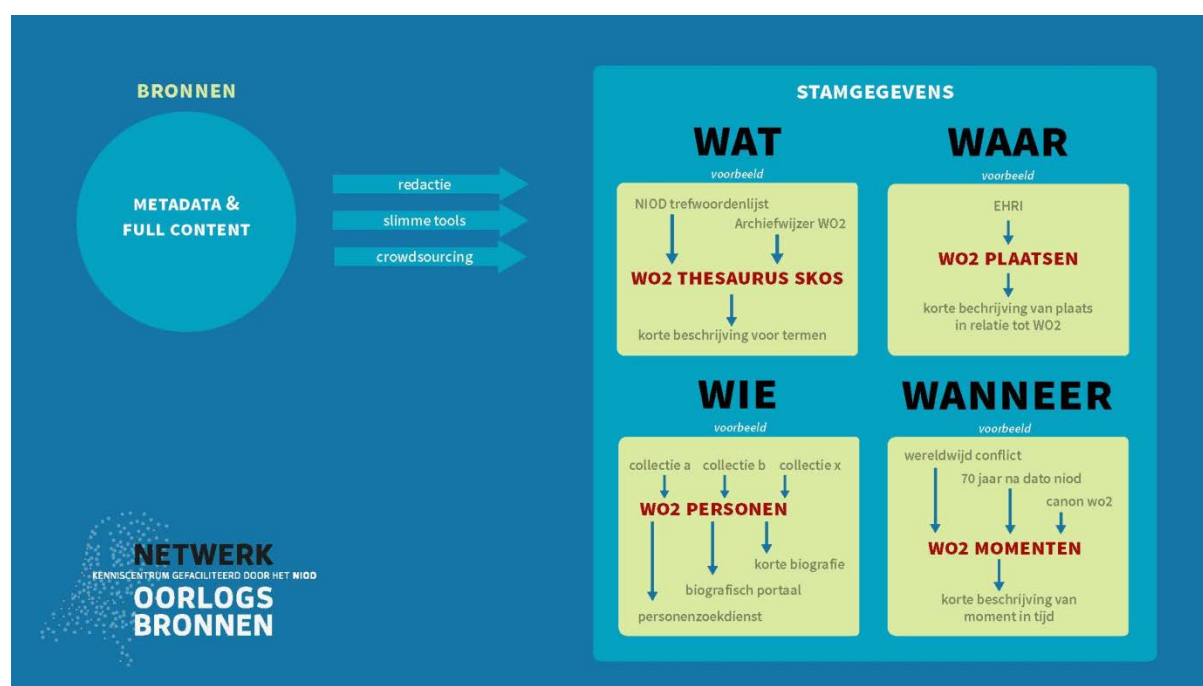 BRONNEN
METADATA &
FULL CONTENT
redactie
slimme tools
crowdsourcing
STAMGEGEVENS
WAT
voorbeeld
NIOD trefwoordenlijst
Archiefwijzer WO2
WO2 THESAURUS SKOS
korte beschrijving voor termen
WAAR
voorbeeld
EHRI
WO2 PLAATSEN
korte bechrijving van plaats
in relatie tot WO2
WIE
voorbeeld
collectie a collectie b collectie x
WO2 PERSONEN
korte biografie
biografisch portaal
personenzoekdienst
WANNEER
voorbeeld
wereldwijd conflict
70 jaar na dato niod
canon wo2
WO2 MOMENTEN
korte beschrijving van
moment in tijd
NETWERK
KENNISCENTRUM GEFACILITEERD DOOR HET NIOD
OORLOGS
BRONNEN